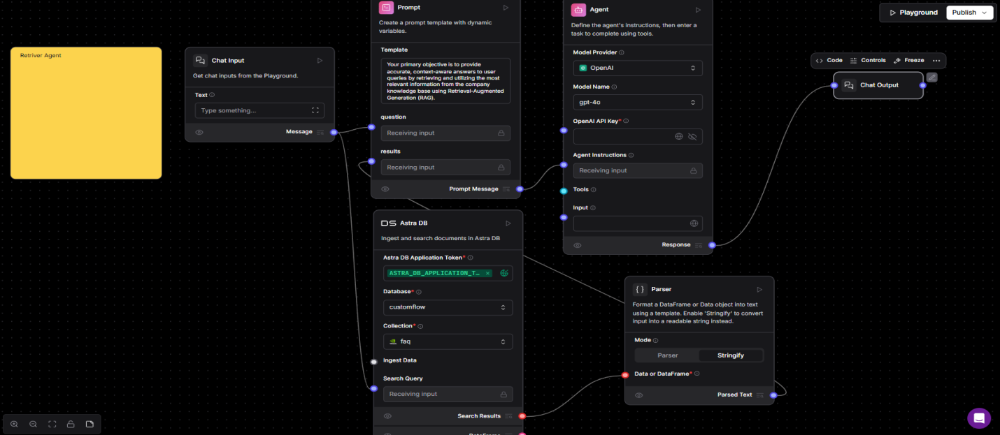 Retriver Agent
Chat Input
Get chat inputs from the Playground.
Text
Type something...
Message
Prompt
Create a prompt template with dynamic
variables.
Template
Your primary objective is to provide
accurate, context-aware answers to user
queries by retrieving and utilizing the most
relevant information from the company
knowledge base using Retrieval-Augmented
Generation (RAG).
question
Receiving input
results
Receiving input
Prompt Message
DS Astra DB
Ingest and search documents in Astra DB
Astra DB Application Token*
ASTRA_DB_APPLICATION_T... ×
Database*
customflow
Collection*
faq
Ingest Data
Search Query
Receiving input
Search Results
DataFrame
Agent
Define the agent's instructions, then enter a
task to complete using tools.
Model Provider
OpenAI
Model Name
gpt-4o
OpenAI API Key*
Agent Instructions
Receiving input
Tools
Input
Response
Parser
Format a DataFrame or Data object into text
using a template. Enable 'Stringify' to convert
input into a readable string instead.
Mode
Parser Stringify
Data or DataFrame*
Parsed Text
Playground Publish
Code Controls Freeze ...
Chat Output